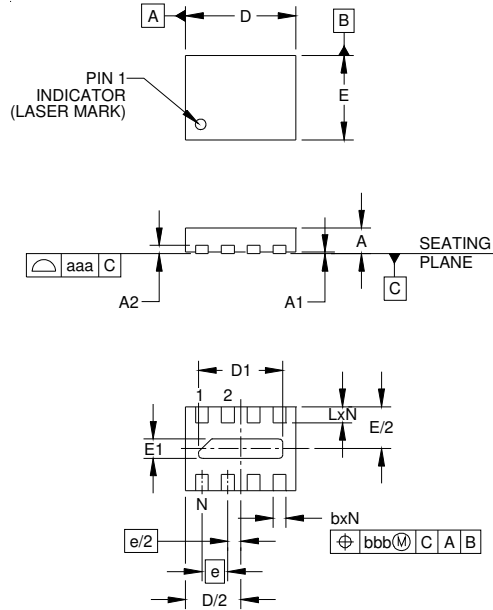 A
D
B
PIN 1
INDICATOR
(LASER MARK)
E
A
SEATING
PLANE
aaa C
C
A2
A1
D1
1 2
LxN
E/2
E1
N
bxN
e/2
bbb Ⓜ C A B
e
D/2